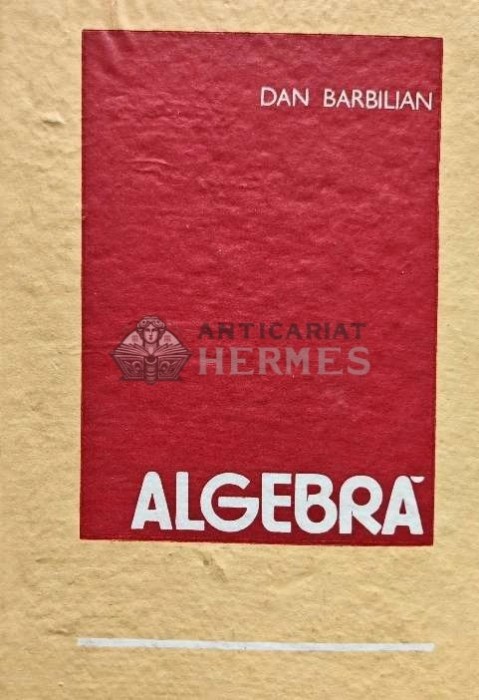 DAN BARBILIAN
ANTICARIAT
HERMES
ALGEBRĂ